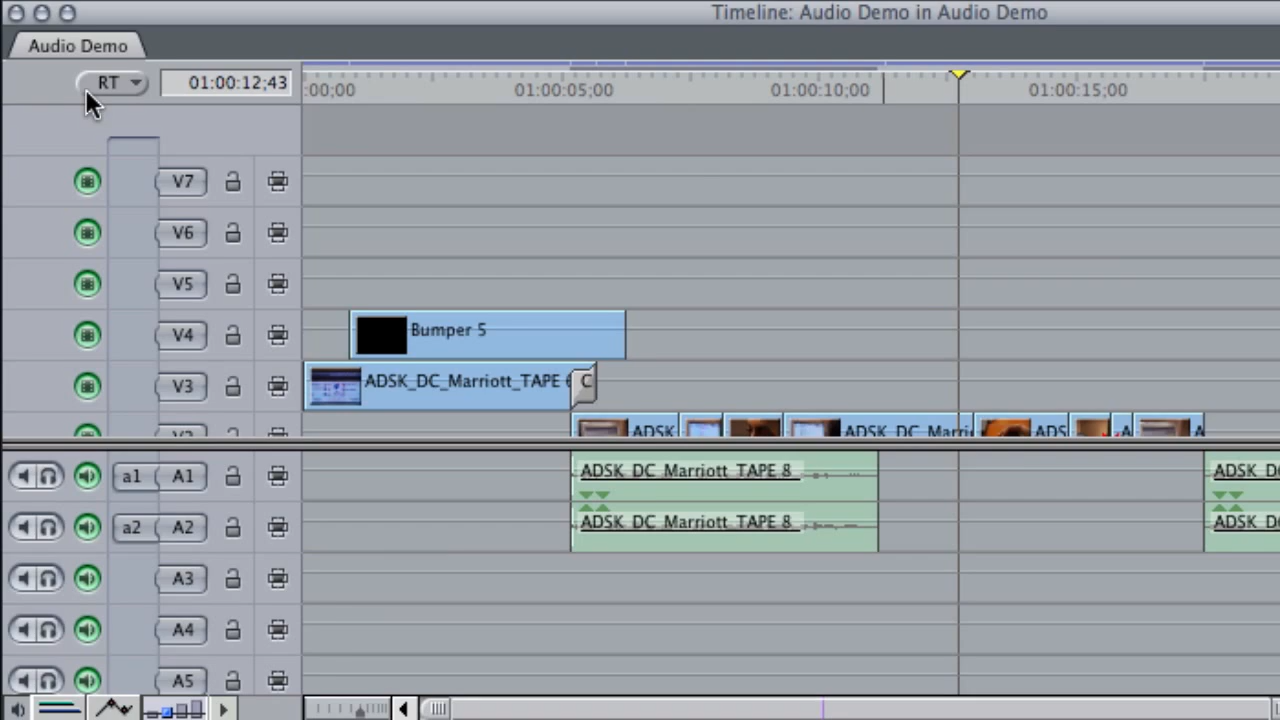 Timeline: Audio Demo in Audio Demo
Audio Demo
RT 01:00:12;43 :00;00 01:00:05;00 01:00:10;00 01:00:15;00
V7
V6
V5
V4 Bumper 5
V3 ADSK_DC_Marriott_TAPE C
ADSK ADSK_DC_Marri ADS A A
a1 A1 ADSK_DC_Marriott_TAPE 8 ADSK_D
a2 A2 ADSK_DC_Marriott_TAPE 8 ADSK_D
A3
A4
A5